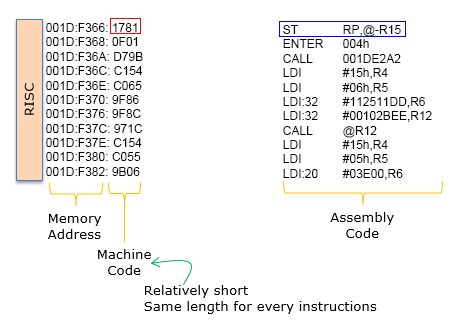 RISC
001D:F366: 1781 ST RP,@-R15
001D:F368: 0F01 ENTER 004h
001D:F36A: D79B CALL 001DE2A2
001D:F36C: C154 LDI #15h,R4
001D:F36E: C065 LDI #06h,R5
001D:F370: 9F86 LDI:32 #112511DD,R6
001D:F376: 9F8C LDI:32 #00102BEE,R12
001D:F37C: 971C CALL @R12
001D:F37E: C154 LDI #15h,R4
001D:F380: C055 LDI #05h,R5
001D:F382: 9B06 LDI:20 #03E00,R6
Memory
Address
Machine
Code
Assembly
Code
Relatively short
Same length for every instructions